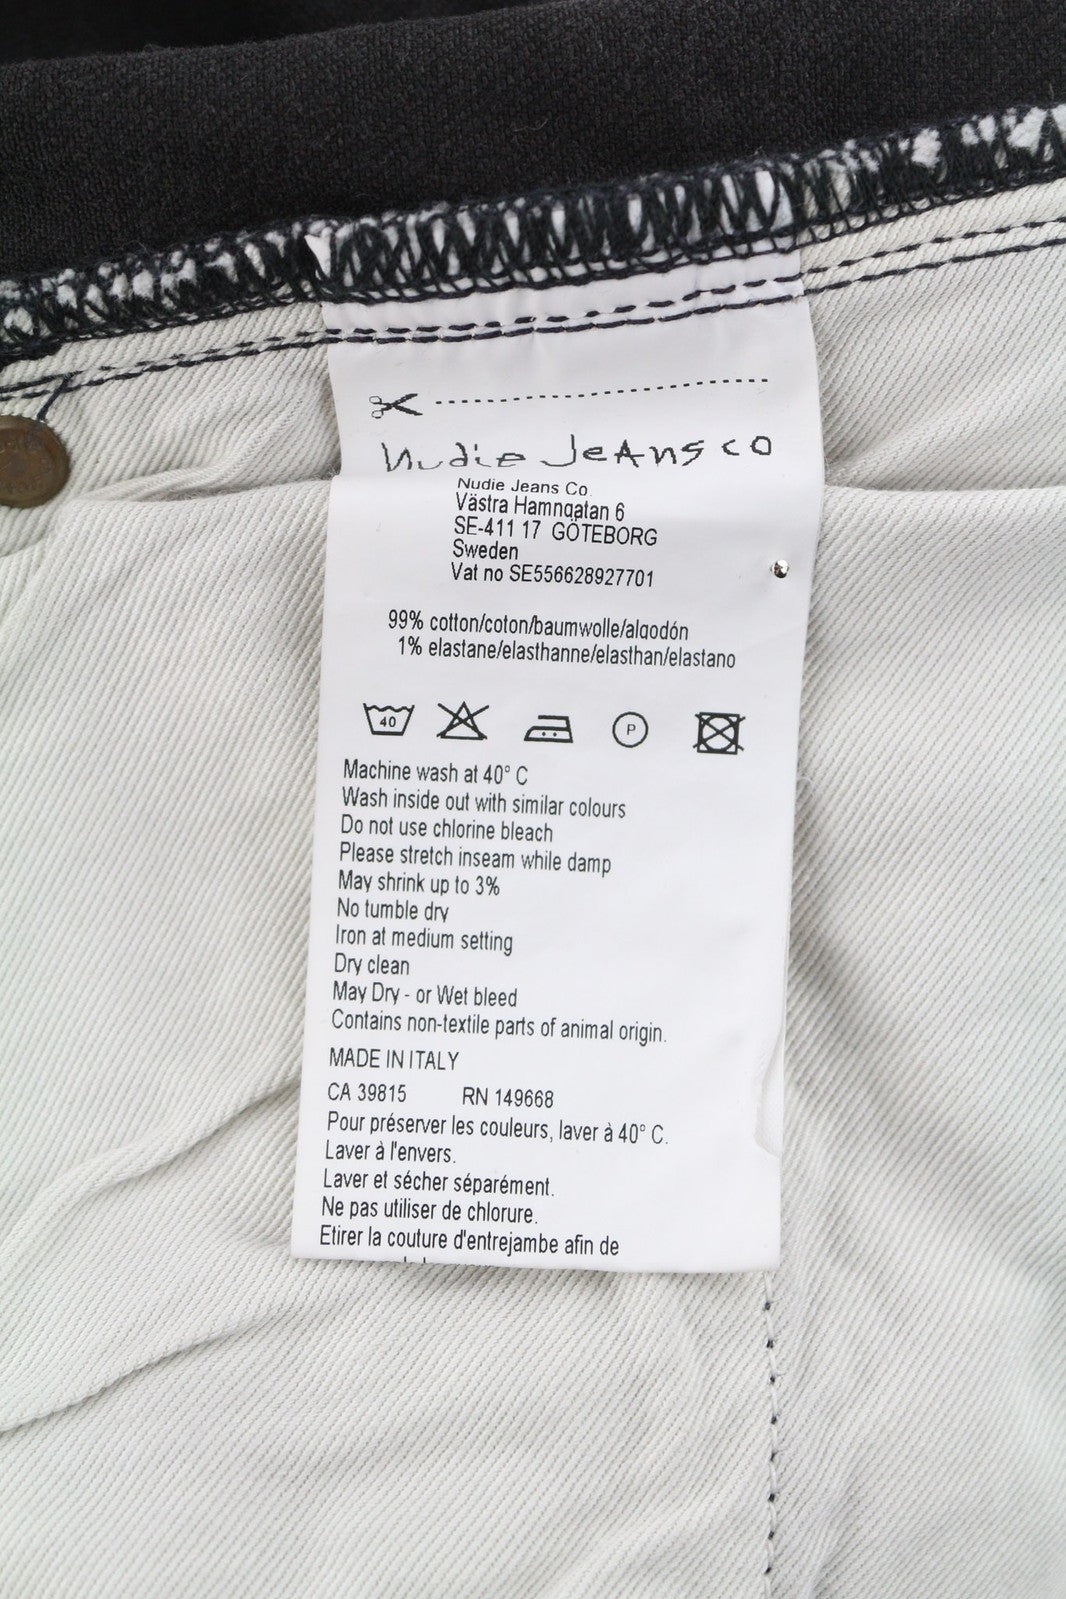 Nudie Jeans co
Nudie Jeans Co.
Västra Hamngatan 6
SE-411 17 GÖTEBORG
Sweden
Vat no SE556628927701
99% cotton/coton/baumwolle/algodón
1% elastane/elasthanne/elasthan/elastano
40 P
Machine wash at 40° C
Wash inside out with similar colours
Do not use chlorine bleach
Please stretch inseam while damp
May shrink up to 3%
No tumble dry
Iron at medium setting
Dry clean
May Dry - or Wet bleed
Contains non-textile parts of animal origin.
MADE IN ITALY
CA 39815 RN 149668
Pour préserver les couleurs, laver à 40° C.
Laver à l'envers.
Laver et sécher séparément.
Ne pas utiliser de chlorure.
Etirer la couture d'entrejambe afin de